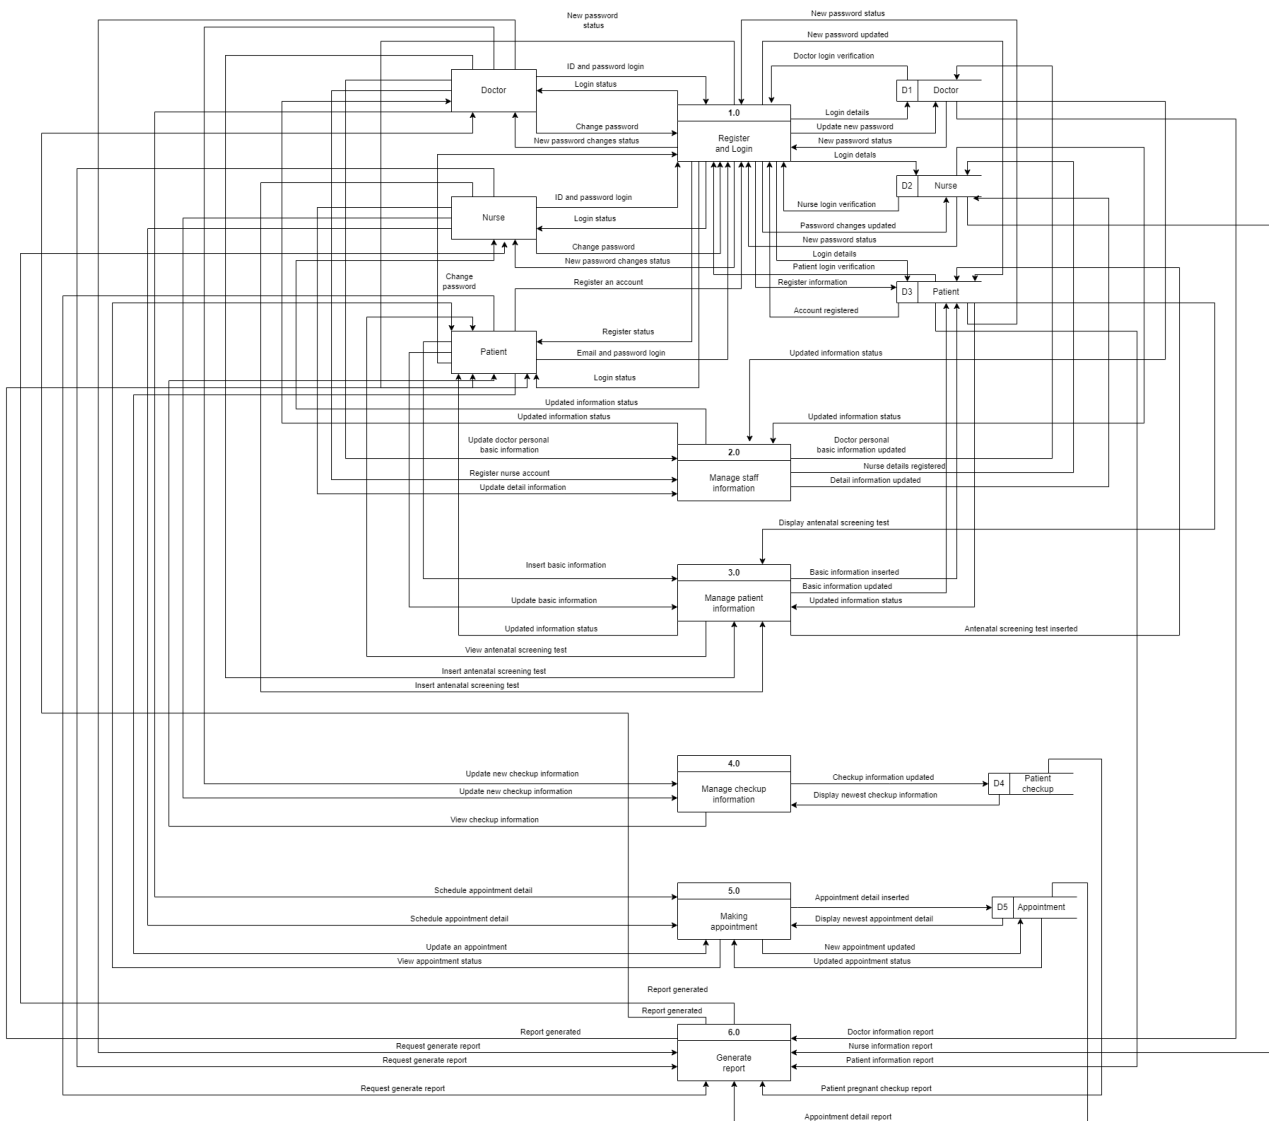 New password
status
New password status
New password updated
Doctor login verification
ID and password login
Login status
Doctor
D1
Doctor
1.0
Register
and Login
Login details
Change password
Update new password
New password changes status
New password status
Login detals
D2
Nurse
ID and password login
Nurse login verification
Nurse
Login status
Password changes updated
Change password
New password status
Login details
New password changes status
Patient login verification
Change
password
Register an account
Register information
D3
Patient
Account registered
Register status
Patient
Email and password login
Updated information status
Login status
Updated information status
Updated information status
Updated information status
Update doctor personal
basic information
2.0
Manage staff
information
Doctor personal
basic information updated
Nurse details registered
Register nurse account
Detail information updated
Update detail information
Display antenatal screening test
Insert basic information
3.0
Manage patient
information
Basic information inserted
Basic information updated
Update basic information
Updated information status
Updated information status
Antenatal screening test inserted
View antenatal screening test
Insert antenatal screening test
Insert antenatal screening test
4.0
Manage checkup
information
Update new checkup information
Checkup information updated
D4
Patient
checkup
Update new checkup information
Display newest checkup information
View checkup information
Schedule appointment detail
5.0
Making
appointment
Appointment detail inserted
D5
Appointment
Schedule appointment detail
Display newest appointment detail
Update an appointment
New appointment updated
View appointment status
Updated appointment status
Report generated
Report generated
Report generated
6.0
Generate
report
Doctor information report
Request generate report
Nurse information report
Request generate report
Patient information report
Request generate report
Patient pregnant checkup report
Appointment detail report